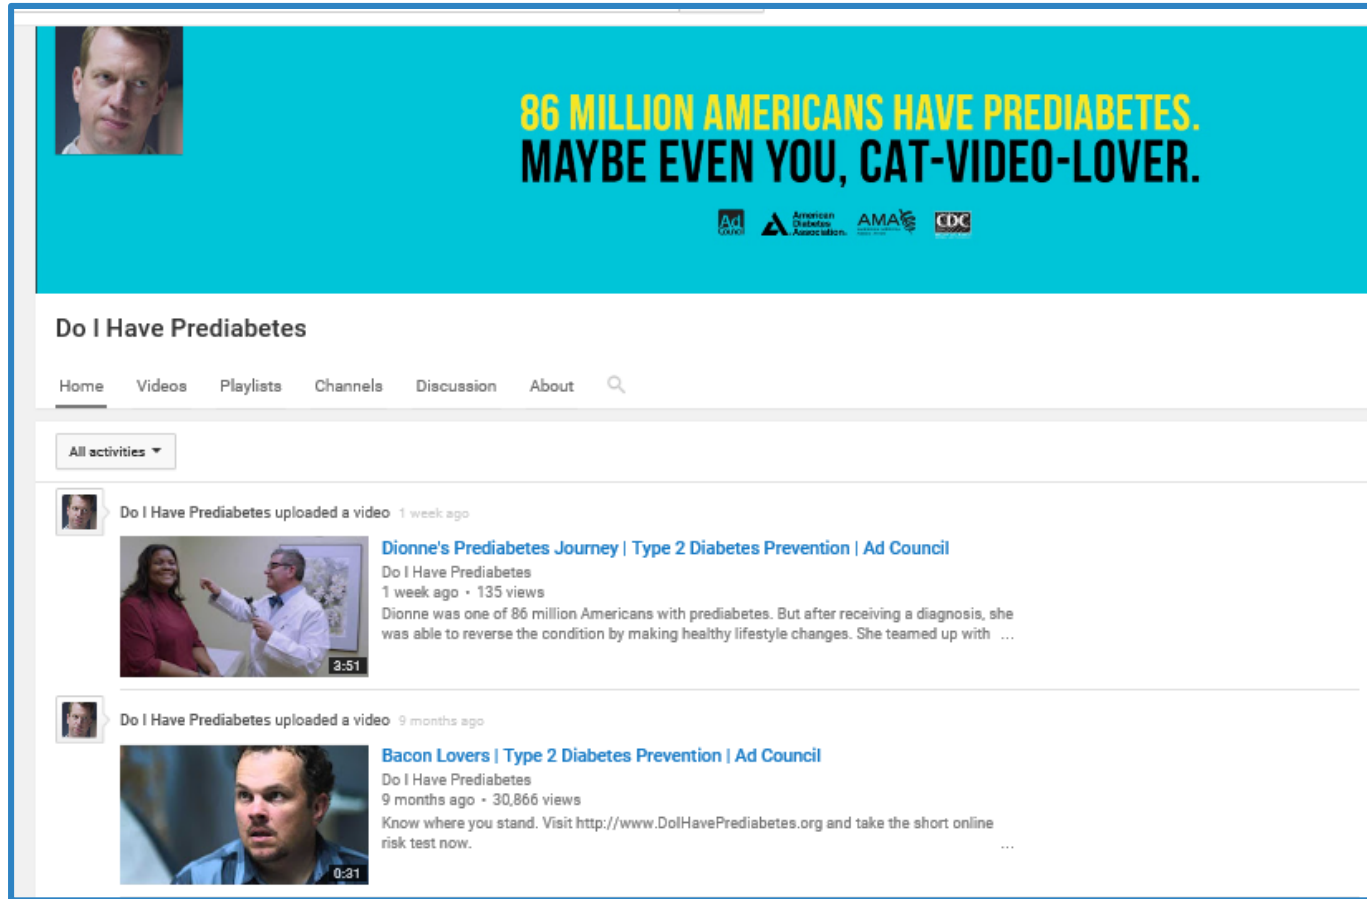 86 MILLION AMERICANS HAVE PREDIABETES.
MAYBE EVEN YOU, CAT-VIDEO-LOVER.
Ad Council
American Diabetes Association.
AMA
CDC
Do I Have Prediabetes
Home Videos Playlists Channels Discussion About
All activities
Do I Have Prediabetes uploaded a video 1 week ago
Dionne's Prediabetes Journey | Type 2 Diabetes Prevention | Ad Council
Do I Have Prediabetes
1 week ago • 135 views
Dionne was one of 86 million Americans with prediabetes. But after receiving a diagnosis, she
was able to reverse the condition by making healthy lifestyle changes. She teamed up with ...
3:51
Do I Have Prediabetes uploaded a video 9 months ago
Bacon Lovers | Type 2 Diabetes Prevention | Ad Council
Do I Have Prediabetes
9 months ago • 30,866 views
Know where you stand. Visit http://www.DoIHavePrediabetes.org and take the short online
risk test now. ...
0:31